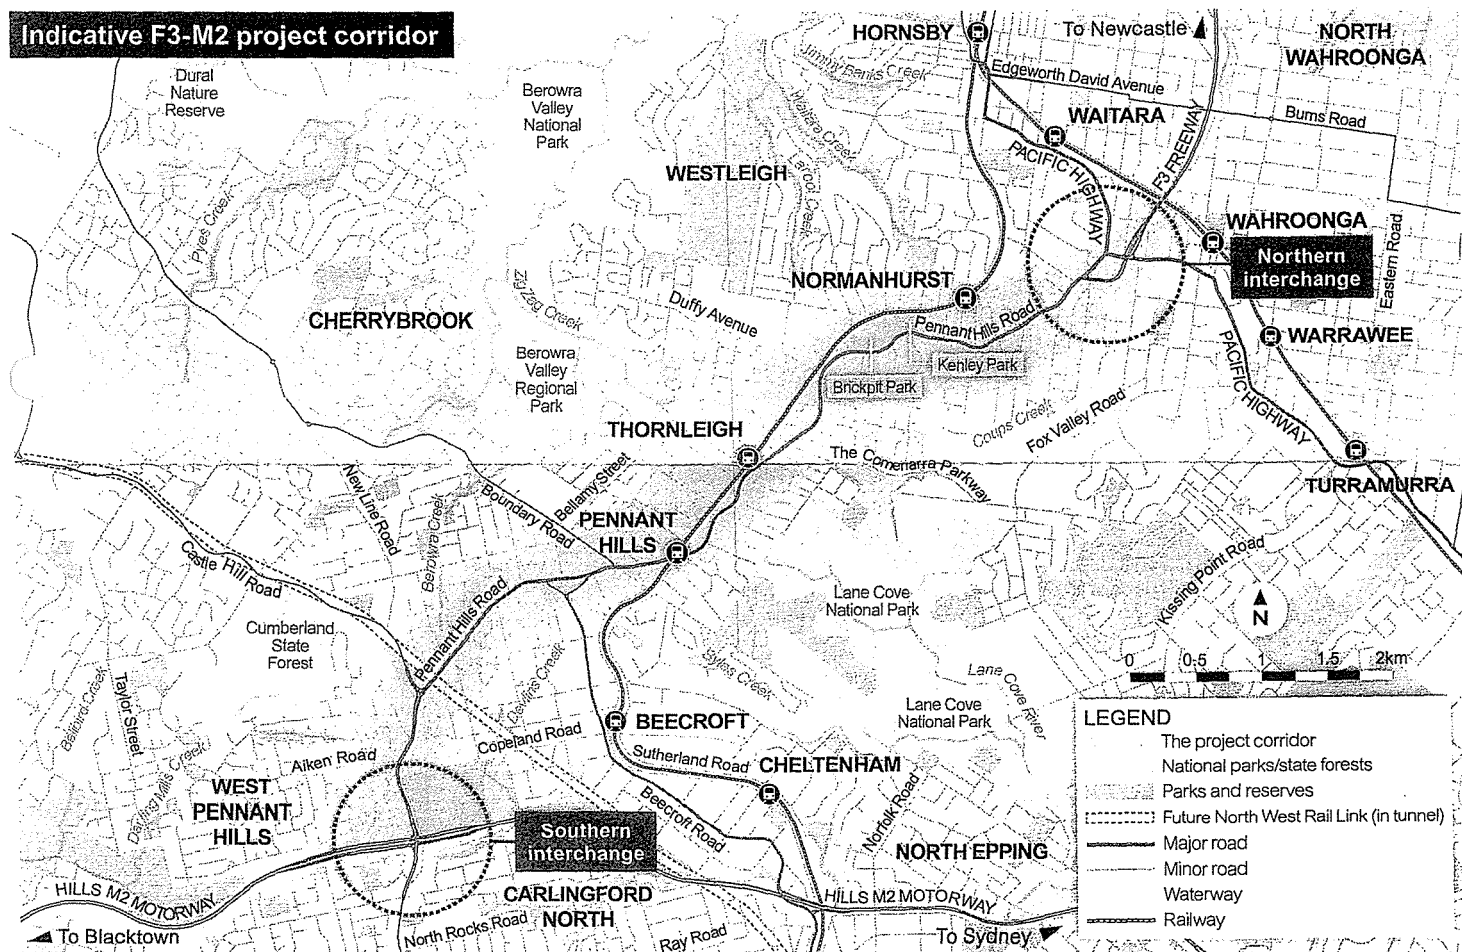 Indicative F3-M2 project corridor
HORNSBY
To Newcastle
NORTH
WAHROONGA
Dural
Nature
Reserve
Berowra
Valley
National
Park
Jimmy Banks Creek
Edgeworth David Avenue
Waitara Creek
WAITARA
Burns Road
PACIFIC HIGHWAY
F3 FREEWAY
WESTLEIGH
Larool Creek
Pyes Creek
WAHROONGA
Northern
interchange
Eastern Road
NORMANHURST
Zig Zag Creek
Duffy Avenue
CHERRYBROOK
Pennant Hills Road
WARRAWEE
Berowra
Valley
Regional
Park
Kenley Park
Brickpit Park
PACIFIC HIGHWAY
Coups Creek
Fox Valley Road
THORNLEIGH
The Comenarra Parkway
TURRAMURRA
New Line Road
Bellamy Street
Boundary Road
Berowra Creek
PENNANT
HILLS
Castle Hill Road
Kissing Point Road
Pennant Hills Road
Lane Cove
National Park
N
Cumberland
State
Forest
Devlins Creek
Sykes Creek
Lane Cove River
0 0.5 1 1.5 2km
Bellbird Creek
Taylor Street
Lane Cove
National Park
BEECROFT
Copeland Road
Sutherland Road
CHELTENHAM
Aiken Road
Darling Mills Creek
WEST
PENNANT
HILLS
Beecroft Road
Norfolk Road
Southern
interchange
NORTH EPPING
HILLS M2 MOTORWAY
CARLINGFORD
NORTH
HILLS M2 MOTORWAY
North Rocks Road
Ray Road
To Blacktown
To Sydney
LEGEND
The project corridor
National parks/state forests
Parks and reserves
Future North West Rail Link (in tunnel)
Major road
Minor road
Waterway
Railway